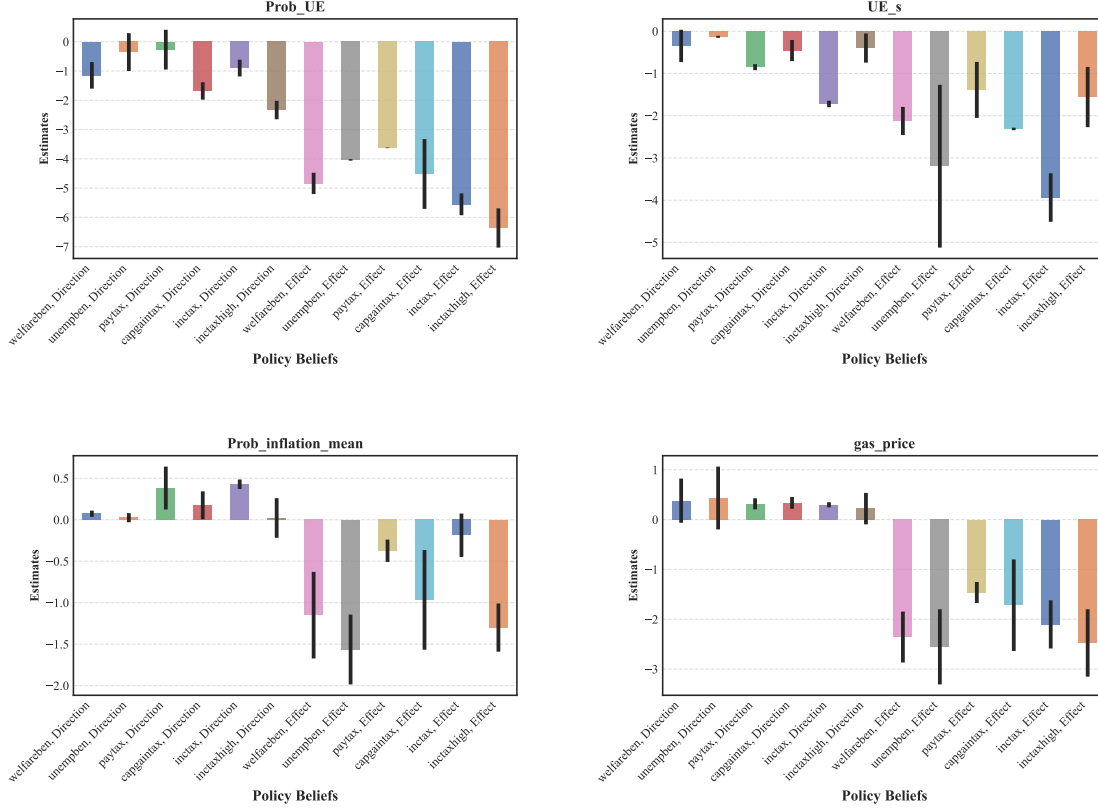 Prob_UE
Estimates
0
−1
−2
−3
−4
−5
−6
−7
welfareben, Direction
unempben, Direction
paytax, Direction
capgaintax, Direction
inctax, Direction
inctaxhigh, Direction
welfareben, Effect
unempben, Effect
paytax, Effect
capgaintax, Effect
inctax, Effect
inctaxhigh, Effect
Policy Beliefs
UE_s
Estimates
0
−1
−2
−3
−4
−5
welfareben, Direction
unempben, Direction
paytax, Direction
capgaintax, Direction
inctax, Direction
inctaxhigh, Direction
welfareben, Effect
unempben, Effect
paytax, Effect
capgaintax, Effect
inctax, Effect
inctaxhigh, Effect
Policy Beliefs
Prob_inflation_mean
Estimates
0.5
0.0
−0.5
−1.0
−1.5
−2.0
welfareben, Direction
unempben, Direction
paytax, Direction
capgaintax, Direction
inctax, Direction
inctaxhigh, Direction
welfareben, Effect
unempben, Effect
paytax, Effect
capgaintax, Effect
inctax, Effect
inctaxhigh, Effect
Policy Beliefs
gas_price
Estimates
1
0
−1
−2
−3
welfareben, Direction
unempben, Direction
paytax, Direction
capgaintax, Direction
inctax, Direction
inctaxhigh, Direction
welfareben, Effect
unempben, Effect
paytax, Effect
capgaintax, Effect
inctax, Effect
inctaxhigh, Effect
Policy Beliefs